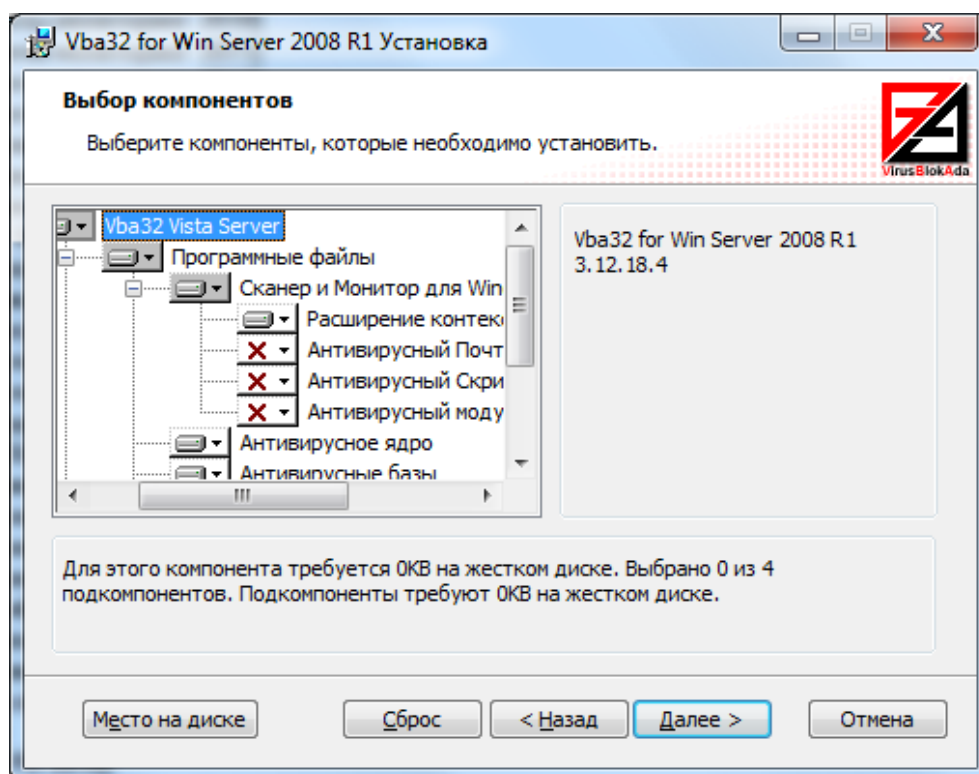 Vba32 for Win Server 2008 R1 Установка
Выбор компонентов
Выберите компоненты, которые необходимо установить.
VirusBlokAda
Vba32 Vista Server
Программные файлы
Сканер и Монитор для Win
Расширение контек
Антивирусный Почт
Антивирусный Скри
Антивирусный моду
Антивирусное ядро
Антивирусные базы
Vba32 for Win Server 2008 R1
3.12.18.4
Для этого компонента требуется 0KB на жестком диске. Выбрано 0 из 4
подкомпонентов. Подкомпоненты требуют 0KB на жестком диске.
Место на диске
Сброс
< Назад
Далее >
Отмена